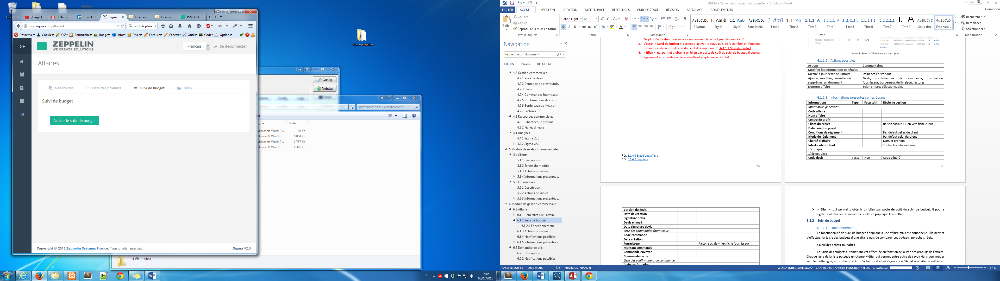 [Taupe G...
Boîte de r...
Travail | T...
Sigma...
localhost ...
localhost ...
INSPINIA ...
local.sigma.com/affaires#
outil de planı
Désactiver
Cookies
CSS
Formulaires
Images
Infos
Divers
Entourer
Fenêtre
Outils
Code
Options
Σ+
ZEPPELIN
WE CREATE SOLUTIONS
Français
Se déconnecter
Affaires
Généralités
Liste des produits
Suivi de budget
Bilan
Suivi de budget
Activer le suivi de budget
Copyright © 2015 Zeppelin Systems France. Tous droits réservés.
Sigma V2.0
sigma_inspinia
Config
Netstat
Rechercher dans : Contact client
Type
Taille
Microsoft Word D...
40 Ko
Microsoft Word D...
6 854 Ko
Microsoft Word D...
1 767 Ko
Microsoft Word D...
1 391 Ko
4 élément(s)
FR
16:46
06/07/2015
SIGMA - Cahier des charges fonctionnelles - v1.0.docx - Word
FICHIER
ACCUEIL
INSERTION
CRÉATION
MISE EN PAGE
RÉFÉRENCES
PUBLIPOSTAGE
RÉVISION
AFFICHAGE
COMPLÉMENTS
Connexion
Coller
Couper
Copier
Reproduire la mise en forme
Presse-papiers
Calibri Light
12
Police
Paragraphe
¶ Normal
Style1
Style4
Sans interl...
Titre 1
Titre 2
Titre 3
Titre 4
Titre 5
Titre 6
Titre 7
Titre 0
Sous-titre
Emphase...
Style
Rechercher
Remplacer
Sélectionner
Modification
Navigation
Rechercher un document
TITRES
PAGES
RÉSULTATS
4.2 Gestion commerciale
4.2.1 Prise de devis
4.2.2 Demande de prix fournis...
4.2.3 Devis
4.2.4 Commandes fournisseur
4.2.5 Confirmations de comm...
4.2.6 Bordereaux de livraison
4.2.7 Factures
4.3 Ressources commerciales
4.3.1 Bibliothèque produit
4.3.2 Fiches d'heure
4.4 Analyses
4.4.1 Sigma v1.0
4.4.2 Sigma v2.0
5 Module de relations commerciales
5.1 Clients
5.1.1 Description
5.1.2 Écrans du module
5.1.3 Actions possibles
5.1.4 Informations présentes s...
5.2 Fournisseurs
5.2.1 Description
5.2.2 Actions possibles
5.2.3 Informations présentes s...
6 Module de gestion commerciale
6.1 Affaire
6.1.1 Généralités de l'affaire
6.1.2 Suivi de budget
6.1.2.1 Fonctionnement
6.1.3 Actions possibles
6.1.4 Notifications possibles
6.1.5 Informations présentes s...
6.2 Demandes de prix
6.2.1 Description
6.2.2 Notifications possibles
De plus, l'utilisateur pourra saisir un nouveau type de ligne : les imprévus³.
3. L'écran « Suivi de budget » permet d'activer le suivi, puis de le générer en fonction
des métiers de la liste des produits, et des imprévus. Cf. 6.1.1.1 Suivi de budget.
4. « Bilan », qui permet d'obtenir un bilan par poste de coût du suivi de budget. Il pourra
également afficher de manière visuelle et graphique le résultat.
² Cf. 6.1.4.4 État d'une affaire
³ Cf. 6.1.4.3 Imprévus
24
Image 5 - Écran « Généralités » d'une affaire
6.1.1.2 Actions possibles
Actions
Commentaires
Modifier les informations générales
Mettre à jour l'état de l'affaire
Influence l'historique.
Ajouter, modifier, consulter ou
supprimer un document
Devis, confirmations de commande, commande
fournisseur, bordereaux de livraison, factures
Exporter affaire
Selon critères sélectionnables
6.1.1.3 Informations présentes sur les écrans
Informations
Type
Facultatif
Règle de gestion
Information générales
Code affaire
Nom affaire
Centre de profit
Client du projet
Raison sociale + Lien vers fiche client
Date création projet
Conditions de règlement
Par défaut celles du client
Mode de règlement
Par défaut celui du client
Chargé d'affaire
Nom et prénom
Interlocuteur client
Toutes les informations
Historique
Liste des devis
Code devis
Texte
Non
Code généré
25
Version du devis
Date de création
Signature devis
Devis envoyé
Date signature devis
Liste des commandes fournisseur
Code commande
Date création
Fournisseur
Raison sociale + lien fiche fournisseur
Montant commande
Commande envoyée
Commande reçue
Liste des confirmations de commande
Code confirmation
« Bilan », qui permet d'obtenir un bilan par poste de coût du suivi de budget. Il pourra
également afficher de manière visuelle et graphique le résultat.
6.1.2 Suivi de budget
6.1.2.1 Fonctionnement
La fonctionnalité de suivi de budget s'applique à une affaire mais est optionnelle. Elle permet
d'effectuer la Saisie des budgets d'une affaire puis de comparer ces budgets aux achats réels.
Calcul des achats souhaités
La Saisie des budgets automatique est effectuée en fonction de la liste des produits de l'affaire.
Chaque ligne de la liste possède un champ Métier qui permet entre autre de savoir dans quel métier
ventiler cette ligne, et un champ « Prix d'achat total » qui s'ajoutera à l'Achat souhaité du métier en
PAGE 28 SUR 55
9901 MOTS
FRANÇAIS (FRANCE)
WORD ENREGISTRE SIGMA - CAHIER DES CHARGES FONCTIONNELLES - V1.0.DOCX :
87 %